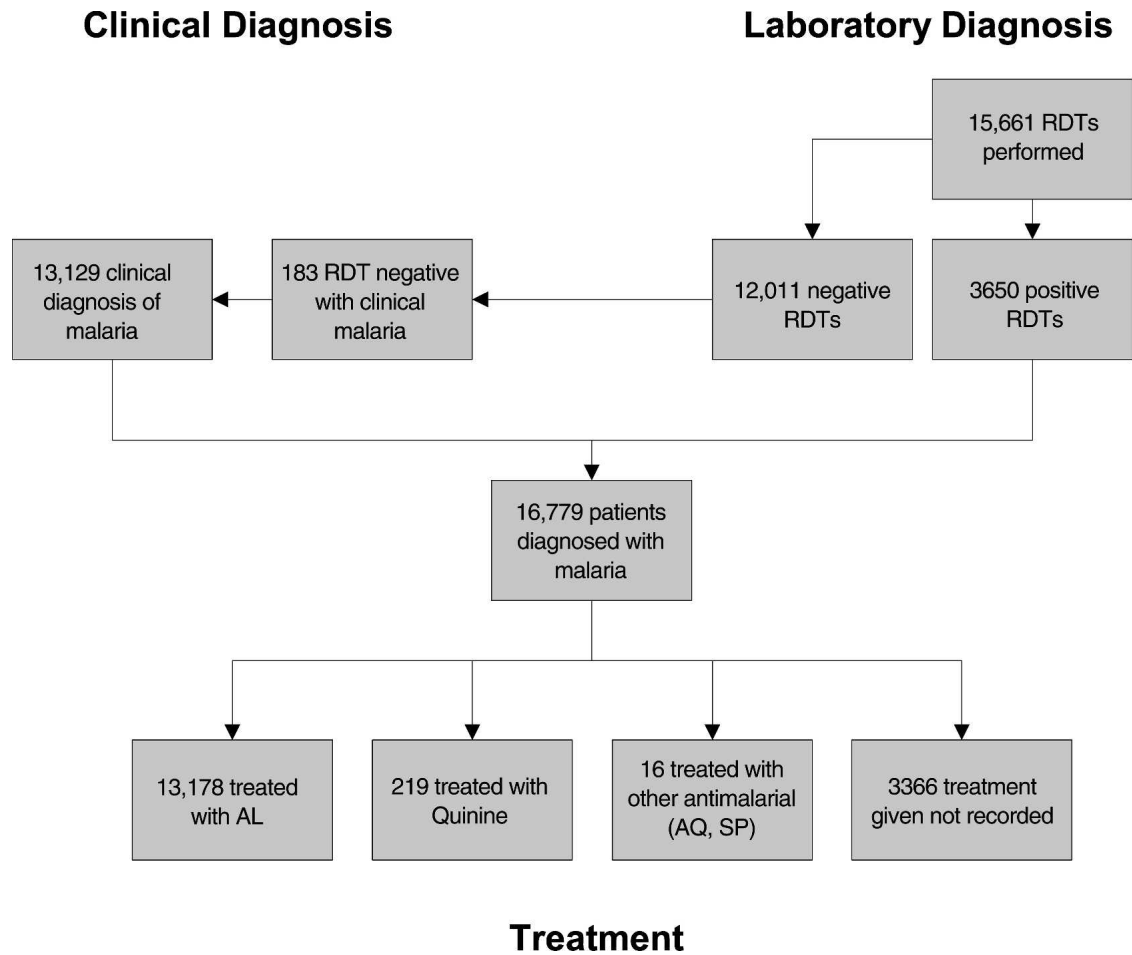 Clinical Diagnosis
Laboratory Diagnosis
15,661 RDTs
performed
13,129 clinical
diagnosis of
malaria
183 RDT negative
with clinical
malaria
12,011 negative
RDTs
3650 positive
RDTs
16,779 patients
diagnosed with
malaria
13,178 treated
with AL
219 treated with
Quinine
16 treated with
other antimalarial
(AQ, SP)
3366 treatment
given not recorded
Treatment